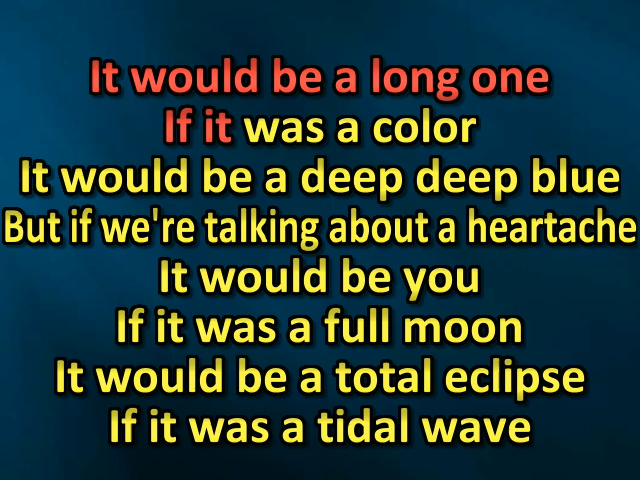 It would be a long one
If it was a color
It would be a deep deep blue
But if we're talking about a heartache
It would be you
If it was a full moon
It would be a total eclipse
If it was a tidal wave